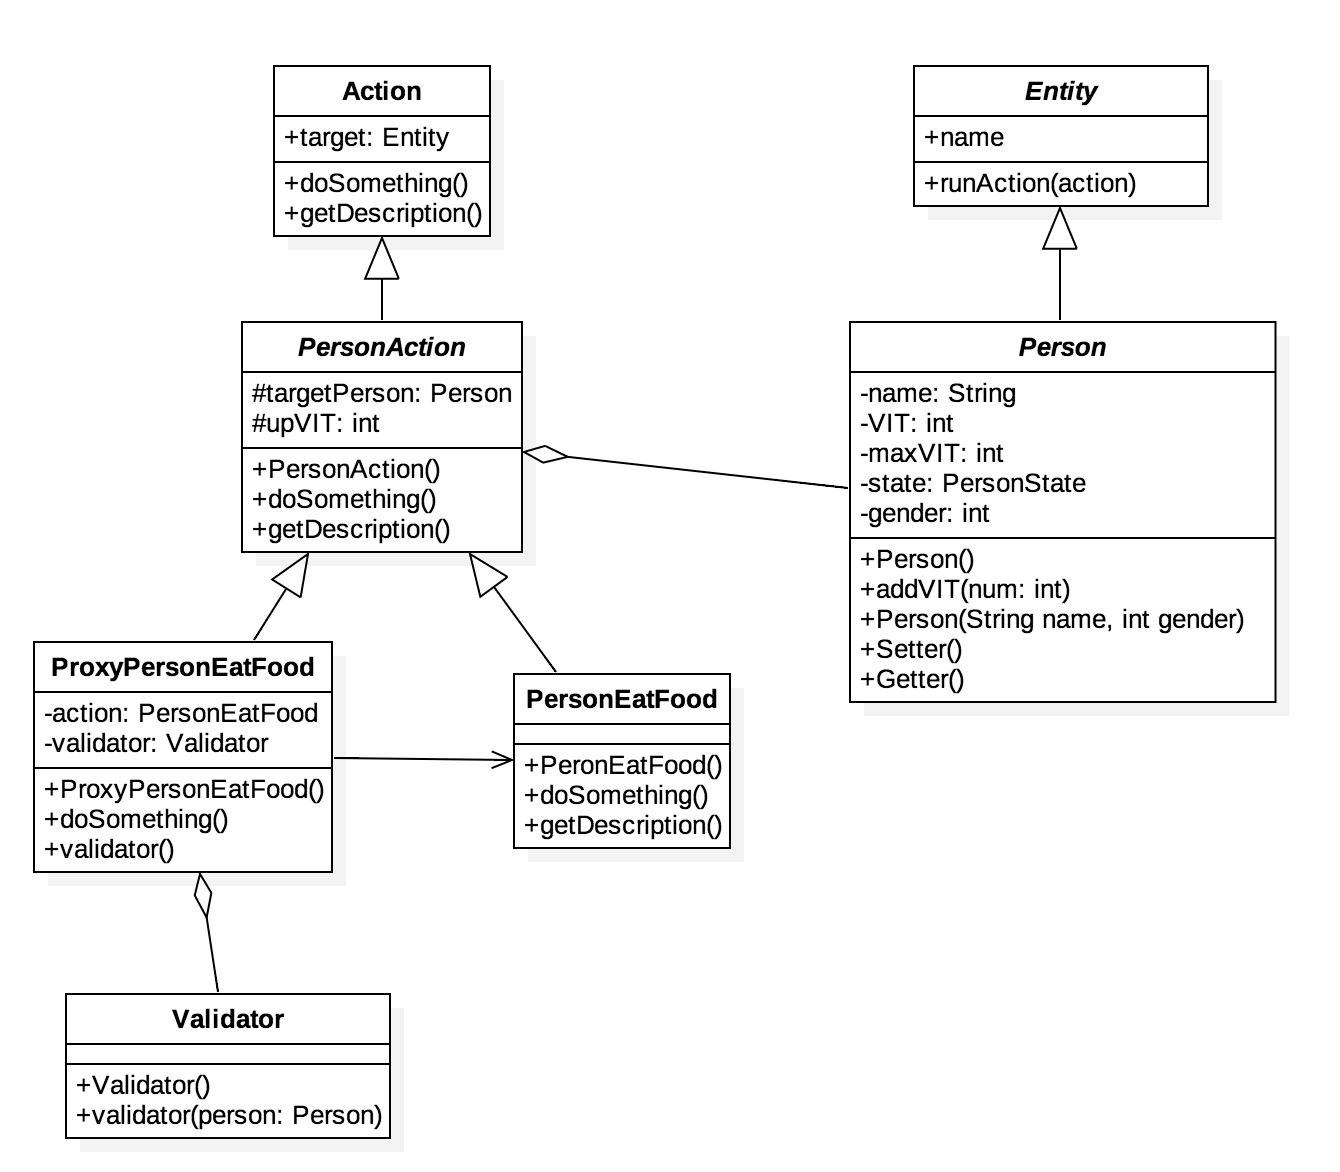 Action
+target: Entity
+doSomething()
+getDescription()
Entity
+name
+runAction(action)
PersonAction
#targetPerson: Person
#upVIT: int
+PersonAction()
+doSomething()
+getDescription()
Person
-name: String
-VIT: int
-maxVIT: int
-state: PersonState
-gender: int
+Person()
+addVIT(num: int)
+Person(String name, int gender)
+Setter()
+Getter()
ProxyPersonEatFood
-action: PersonEatFood
-validator: Validator
+ProxyPersonEatFood()
+doSomething()
+validator()
PersonEatFood
+PeronEatFood()
+doSomething()
+getDescription()
Validator
+Validator()
+validator(person: Person)